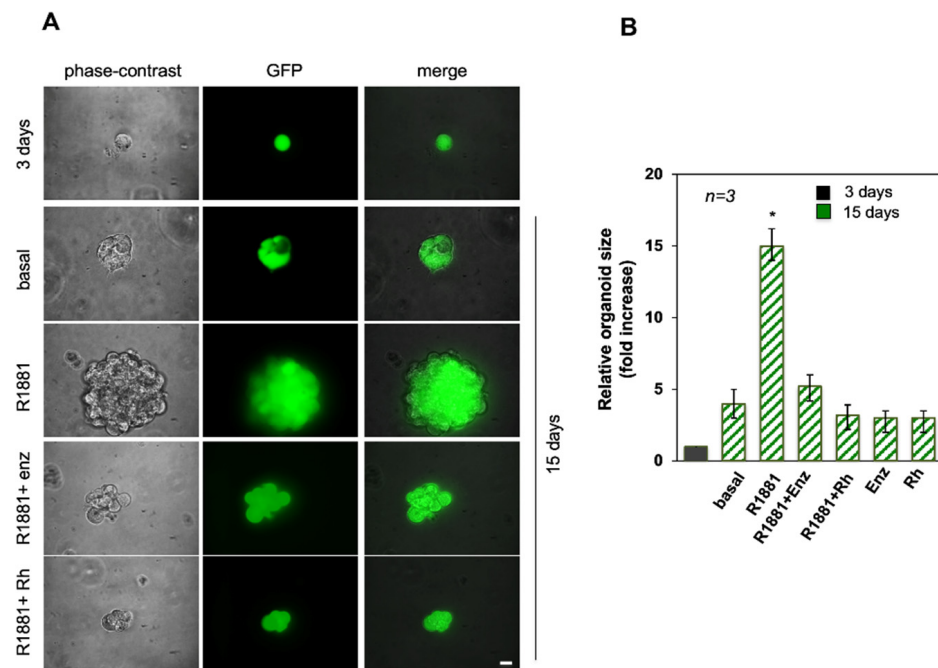 A
phase-contrast GFP merge
3 days
basal
R1881
R1881+ enz
R1881+ Rh
15 days
B
n=3
3 days
15 days
*
Relative organoid size
(fold increase)
20
15
10
5
0
basal
R1881
R1881+Enz
R1881+Rh
Enz
Rh